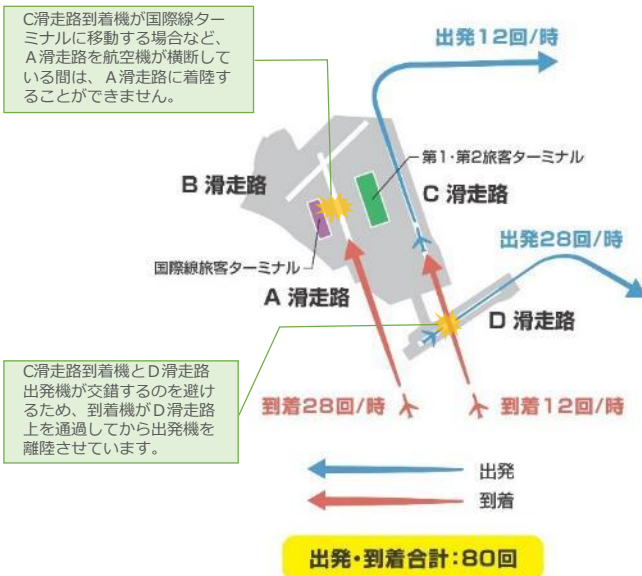 C滑走路到着機が国際線ター
ミナルに移動する場合など、
A滑走路を航空機が横断して
いる間は、A滑走路に着陸す
ることができません。
出発12回/時
第1・第2旅客ターミナル
B 滑走路
C 滑走路
出発28回/時
国際線旅客ターミナル
A 滑走路
D 滑走路
C滑走路到着機とD滑走路
出発機が交錯するのを避け
るため、到着機がD滑走路
上を通過してから出発機を
離陸させています。
到着28回/時
到着12回/時
出発
到着
出発・到着合計:80回